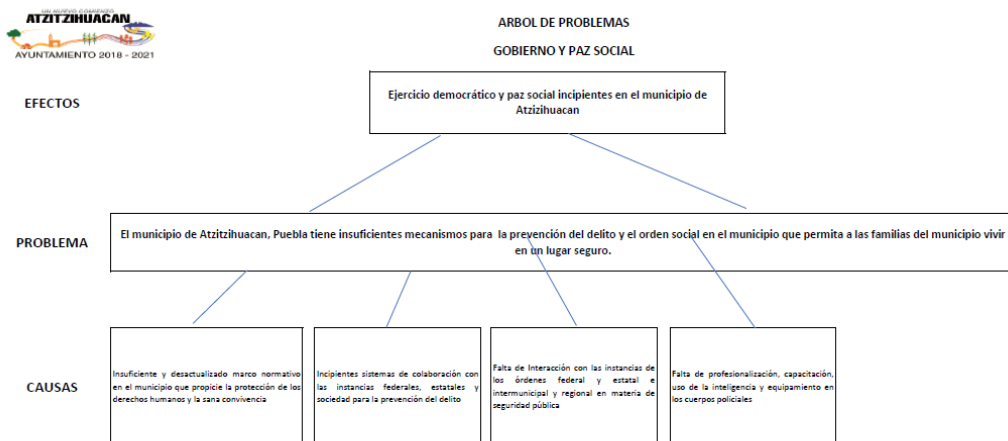 UN NUEVO COMIENZO
ATZITZIHUACAN
AYUNTAMIENTO 2018 - 2021
ARBOL DE PROBLEMAS
GOBIERNO Y PAZ SOCIAL
EFECTOS
Ejercicio democrático y paz social incipientes en el municipio de
Atzizihuacan
PROBLEMA
El municipio de Atzitzihuacan, Puebla tiene insuficientes mecanismos para la prevención del delito y el orden social en el municipio que permita a las familias del municipio vivir
en un lugar seguro.
CAUSAS
Insuficiente y desactualizado marco normativo
en el municipio que propicie la protección de los
derechos humanos y la sana convivencia
Incipientes sistemas de colaboración con
las instancias federales, estatales y
sociedad para la prevención del delito
Falta de Interacción con las instancias de
los órdenes federal y estatal e
intermunicipal y regional en materia de
seguridad pública
Falta de profesionalización, capacitación,
uso de la inteligencia y equipamiento en
los cuerpos policiales